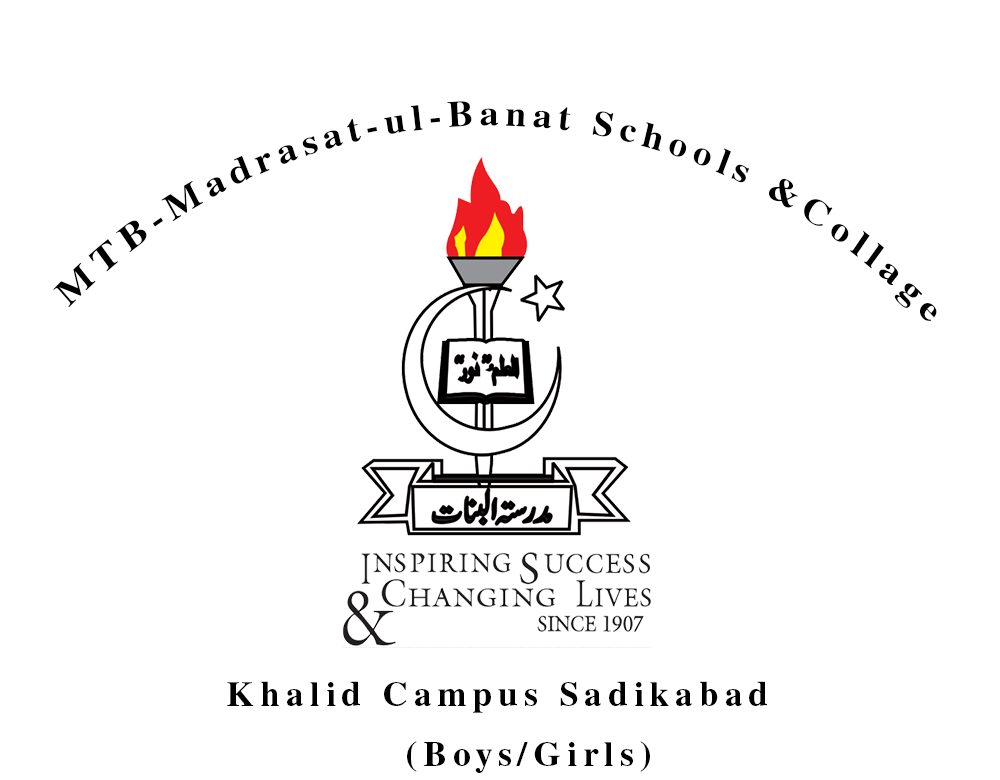 MTB-Madrasat-ul-Banat Schools &Collage
العلم نور
مدرسته البنات
INSPIRING SUCCESS
& CHANGING LIVES
SINCE 1907
Khalid Campus Sadikabad
(Boys/Girls)